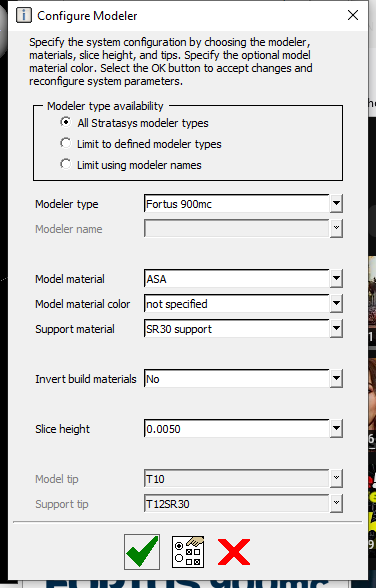 Configure Modeler
Specify the system configuration by choosing the modeler,
materials, slice height, and tips. Specify the optional model
material color. Select the OK button to accept changes and
reconfigure system parameters.
Modeler type availability
All Stratasys modeler types
Limit to defined modeler types
Limit using modeler names
Modeler type Fortus 900mc
Modeler name
Model material ASA
Model material color not specified
Support material SR30 support
Invert build materials No
Slice height 0.0050
Model tip T10
Support tip T12SR30